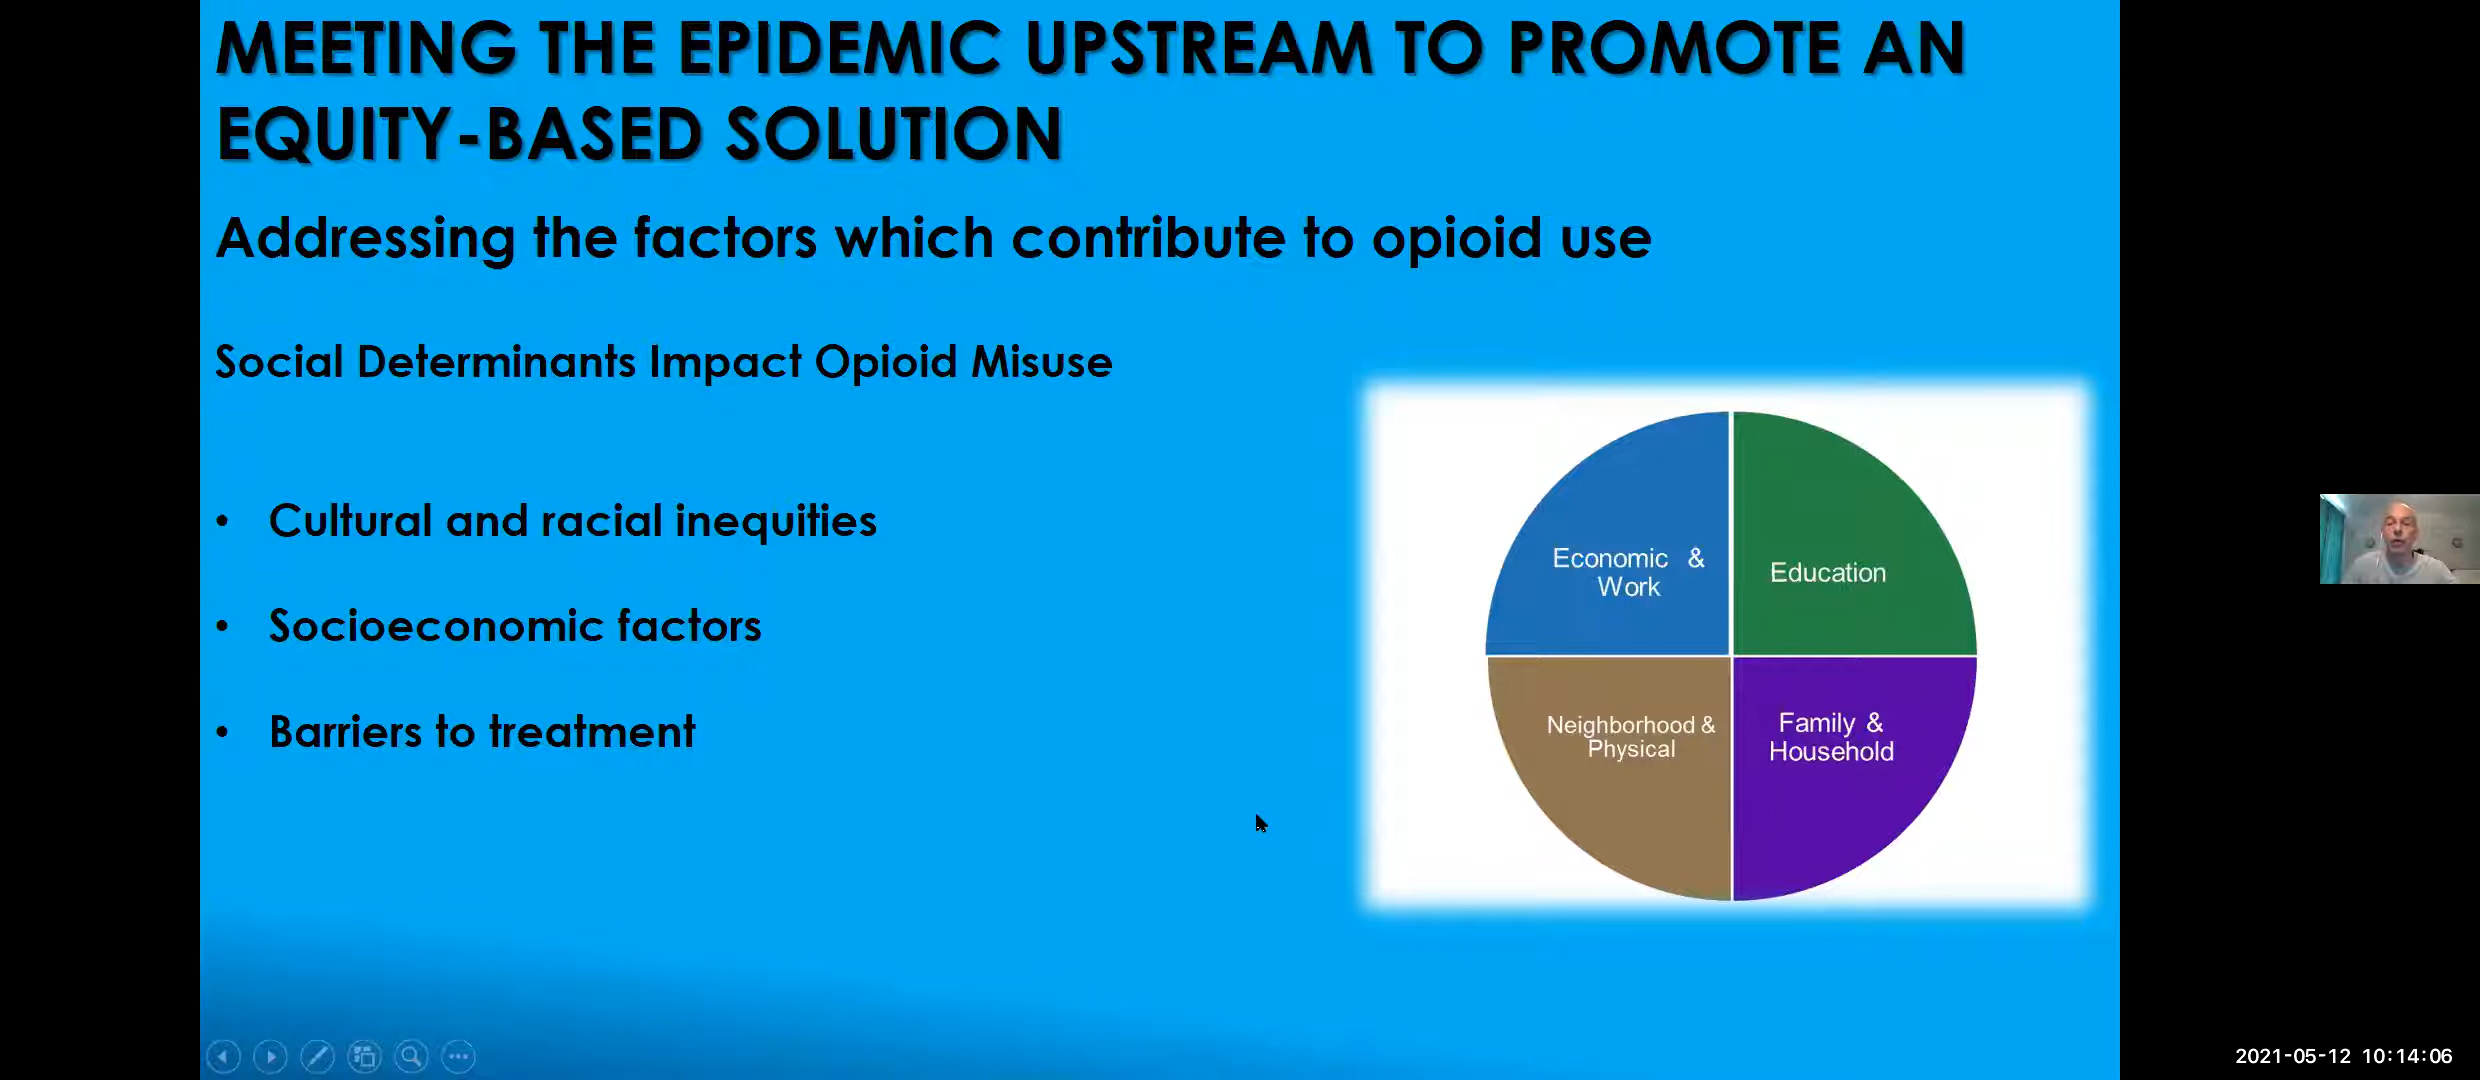 MEETING THE EPIDEMIC UPSTREAM TO PROMOTE AN
EQUITY-BASED SOLUTION
Addressing the factors which contribute to opioid use
Social Determinants Impact Opioid Misuse
• Cultural and racial inequities
• Socioeconomic factors
• Barriers to treatment
Economic &
Work
Education
Neighborhood &
Physical
Family &
Household
2021-05-12 10:14:06